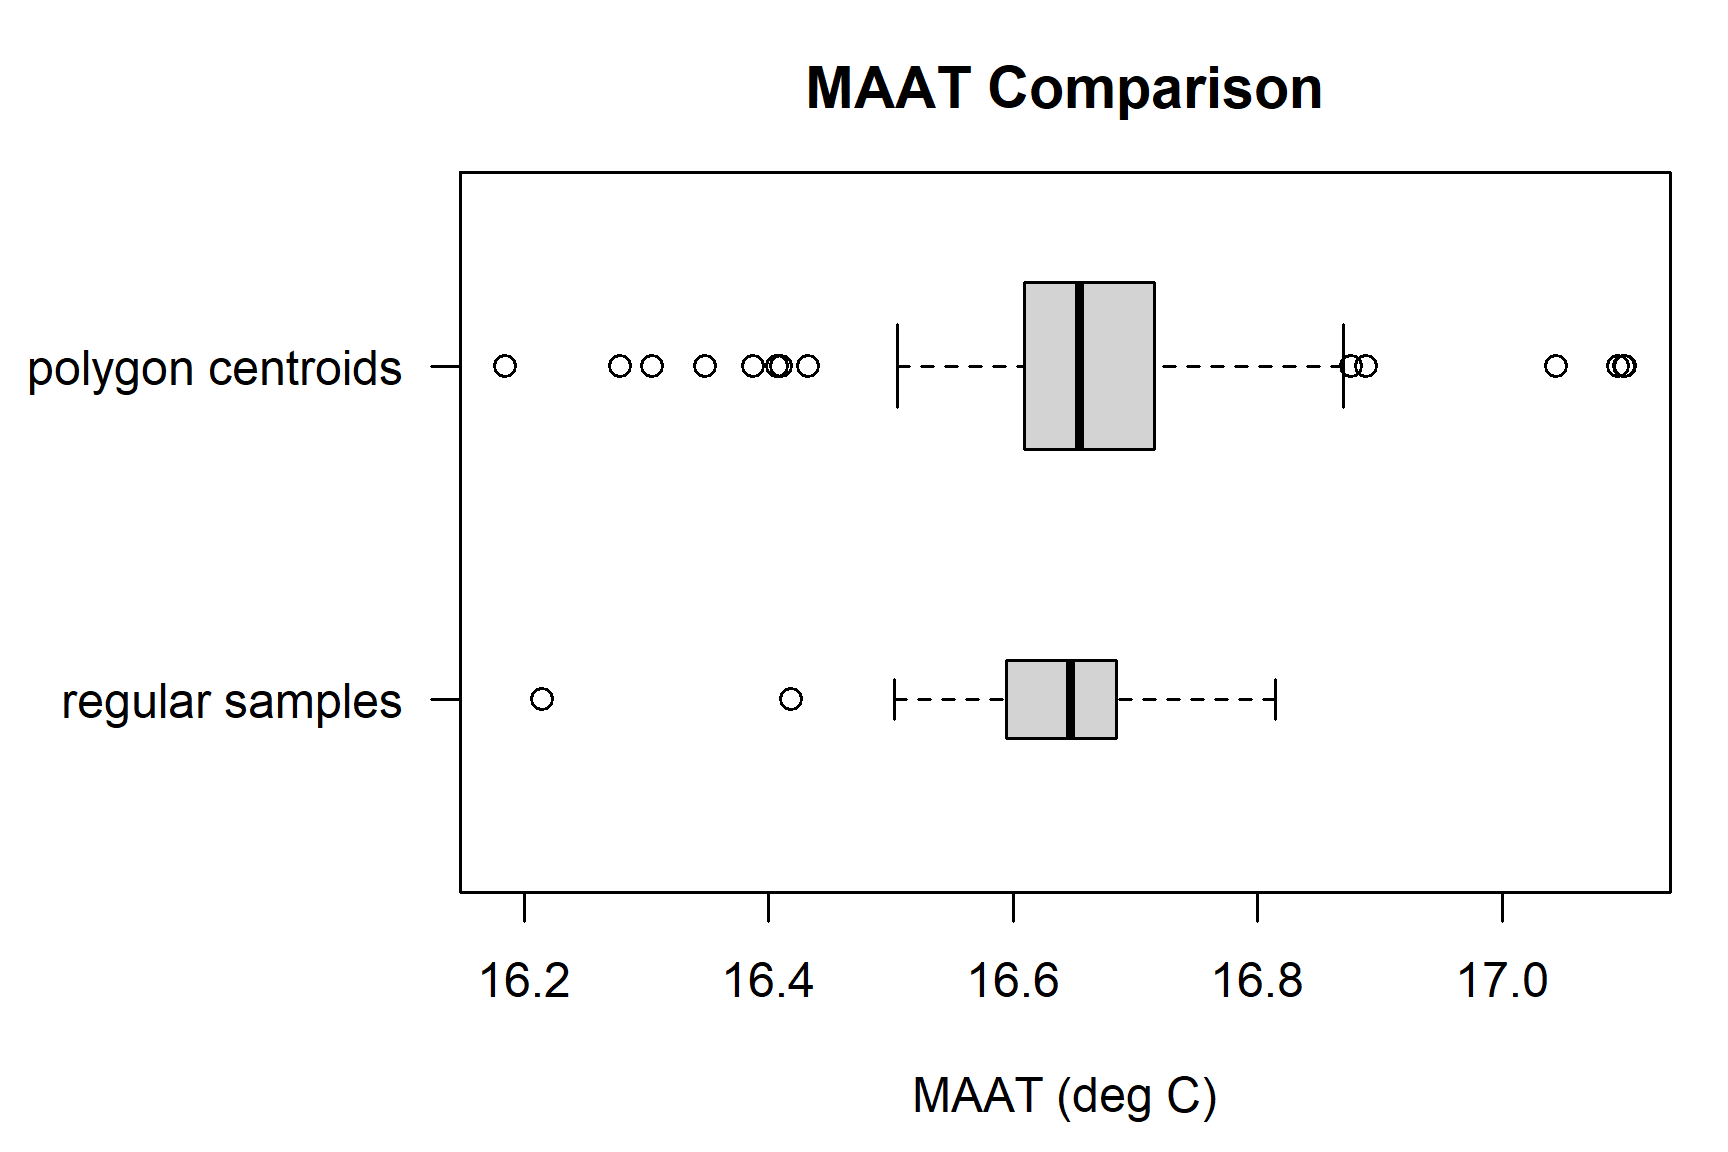 MAAT Comparison
polygon centroids
regular samples
16.2 16.4 16.6 16.8 17.0
MAAT (deg C)